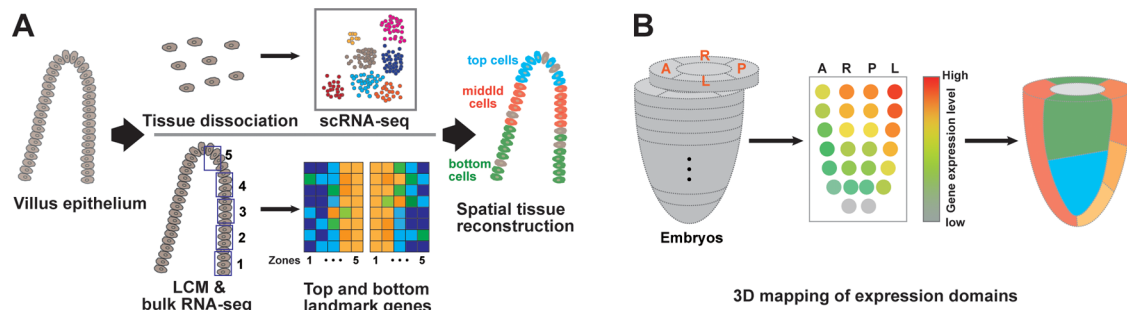 A
Villus epithelium
Tissue dissociation
scRNA-seq
5
4
3
2
1
LCM &
bulk RNA-seq
Zones 1 ••• 5 1 ••• 5
Top and bottom
landmark genes
top cells
middld
cells
bottom
cells
Spatial tissue
reconstruction
B
R
A P
L
Embryos
A R P L
High
Gene expression level
low
3D mapping of expression domains